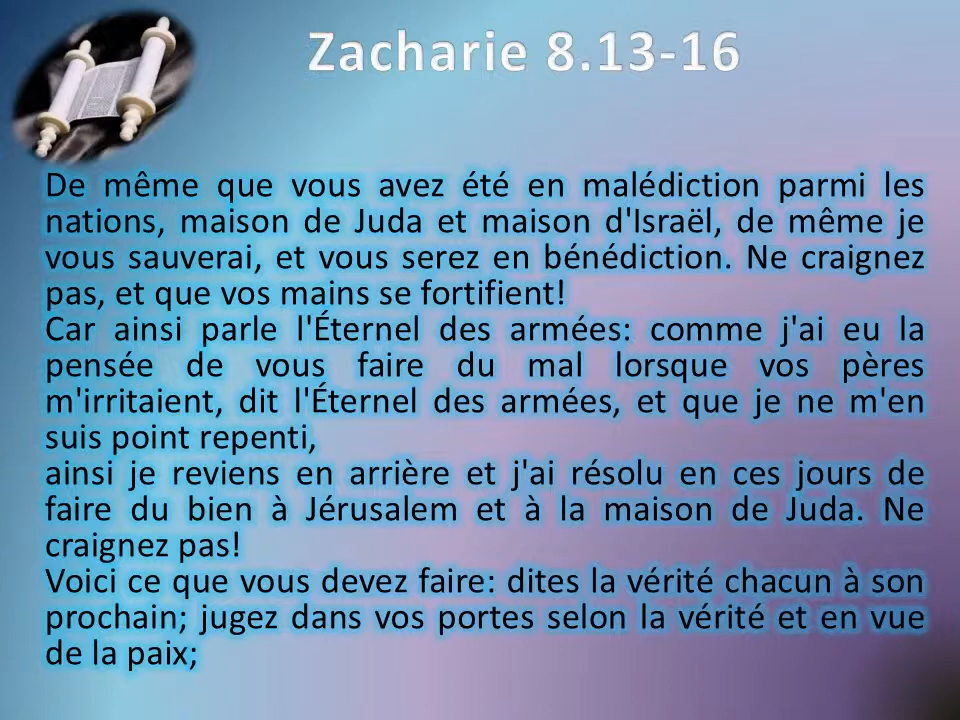 Zacharie 8.13-16
De même que vous avez été en malédiction parmi les
nations, maison de Juda et maison d'Israël, de même je
vous sauverai, et vous serez en bénédiction. Ne craignez
pas, et que vos mains se fortifient!
Car ainsi parle l'Éternel des armées: comme j'ai eu la
pensée de vous faire du mal lorsque vos pères
m'irritaient, dit l'Éternel des armées, et que je ne m'en
suis point repenti,
ainsi je reviens en arrière et j'ai résolu en ces jours de
faire du bien à Jérusalem et à la maison de Juda. Ne
craignez pas!
Voici ce que vous devez faire: dites la vérité chacun à son
prochain; jugez dans vos portes selon la vérité et en vue
de la paix;